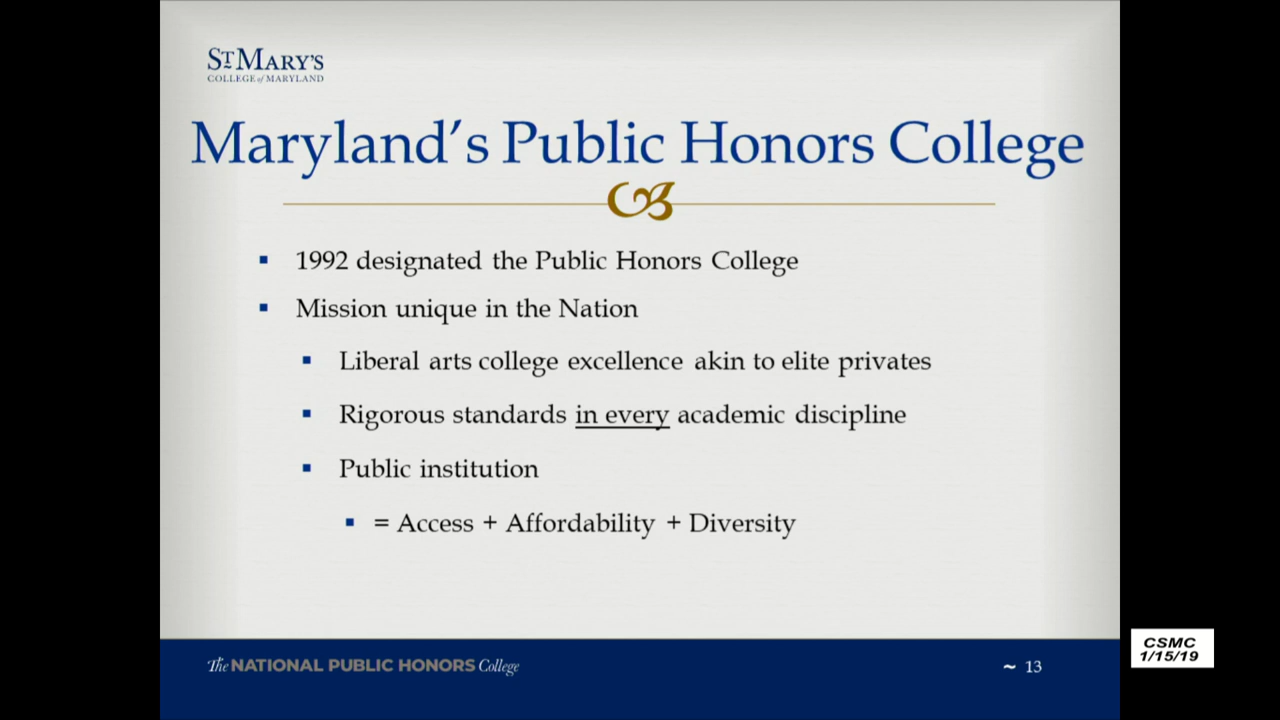 ST MARY'S
COLLEGE of MARYLAND
Maryland's Public Honors College
1992 designated the Public Honors College
Mission unique in the Nation
Liberal arts college excellence akin to elite privates
Rigorous standards in every academic discipline
Public institution
= Access + Affordability + Diversity
The NATIONAL PUBLIC HONORS College
~ 13
CSMC
1/15/19